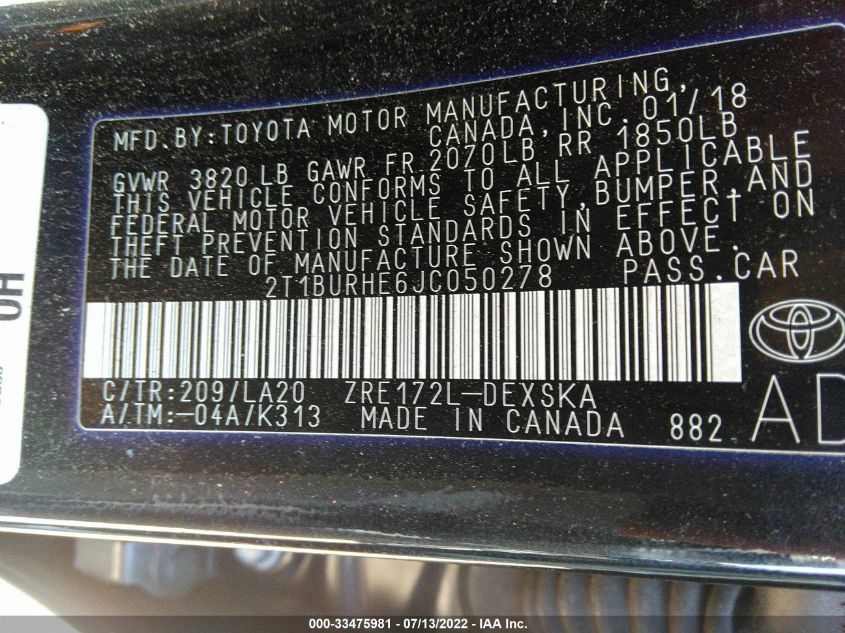 MFD.BY:TOYOTA MOTOR MANUFACTURING,
CANADA,INC.01/18
GVWR 3820LB GAWR FR 2070LB RR 1850LB
THIS VEHICLE CONFORMS TO ALL APPLICABLE
FEDERAL MOTOR VEHICLE SAFETY,BUMPER,AND
THEFT PREVENTION STANDARDS IN EFFECT ON
THE DATE OF MANUFACTURE SHOWN ABOVE.
2T1BURHE6JC050278 PASS.CAR
C/TR:209/LA20 ZRE172L-DEXSKA
A/TM:-04A/K313 MADE IN CANADA 882 AD
OH
000-33475981 - 07/13/2022 - IAA Inc.